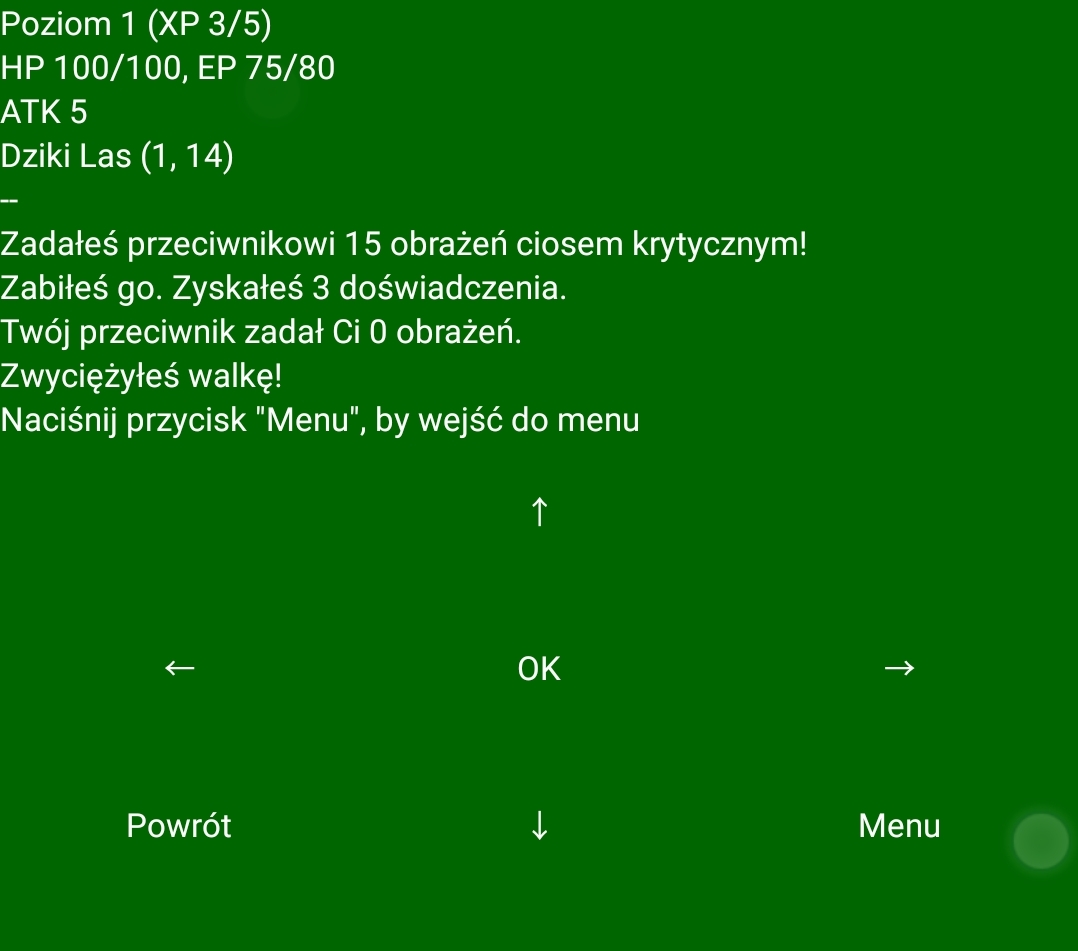 Poziom 1 (XP 3/5)
HP 100/100, EP 75/80
ATK 5
Dziki Las (1, 14)
--
Zadałeś przeciwnikowi 15 obrażeń ciosem krytycznym!
Zabiłeś go. Zyskałeś 3 doświadczenia.
Twój przeciwnik zadał Ci 0 obrażeń.
Zwyciężyłeś walkę!
Naciśnij przycisk "Menu", by wejść do menu
↑
← OK →
Powrót ↓ Menu